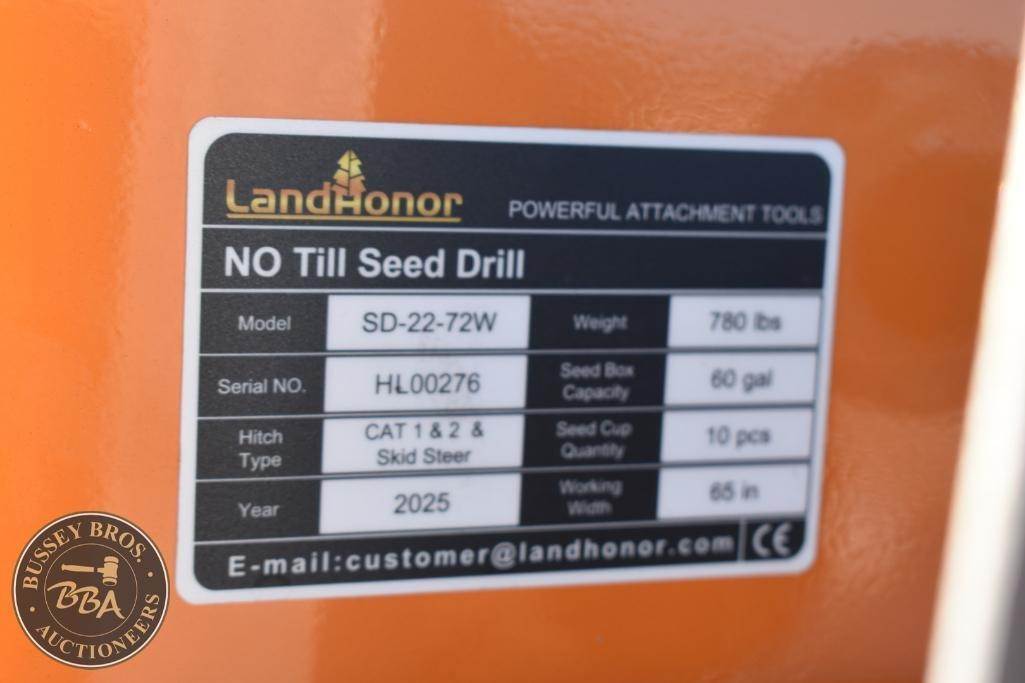 LandHonor
POWERFUL ATTACHMENT TOOLS
NO Till Seed Drill
Model SD-22-72W Weight 780 lbs
Serial NO. HL00276 Seed Box Capacity 60 gal
Hitch Type CAT 1 & 2 & Skid Steer Seed Cup Quantity 10 pcs
Year 2025 Working Width 65 in
E-mail:customer@landhonor.com CE
BUSSEY BROS.
BBA
AUCTIONEERS